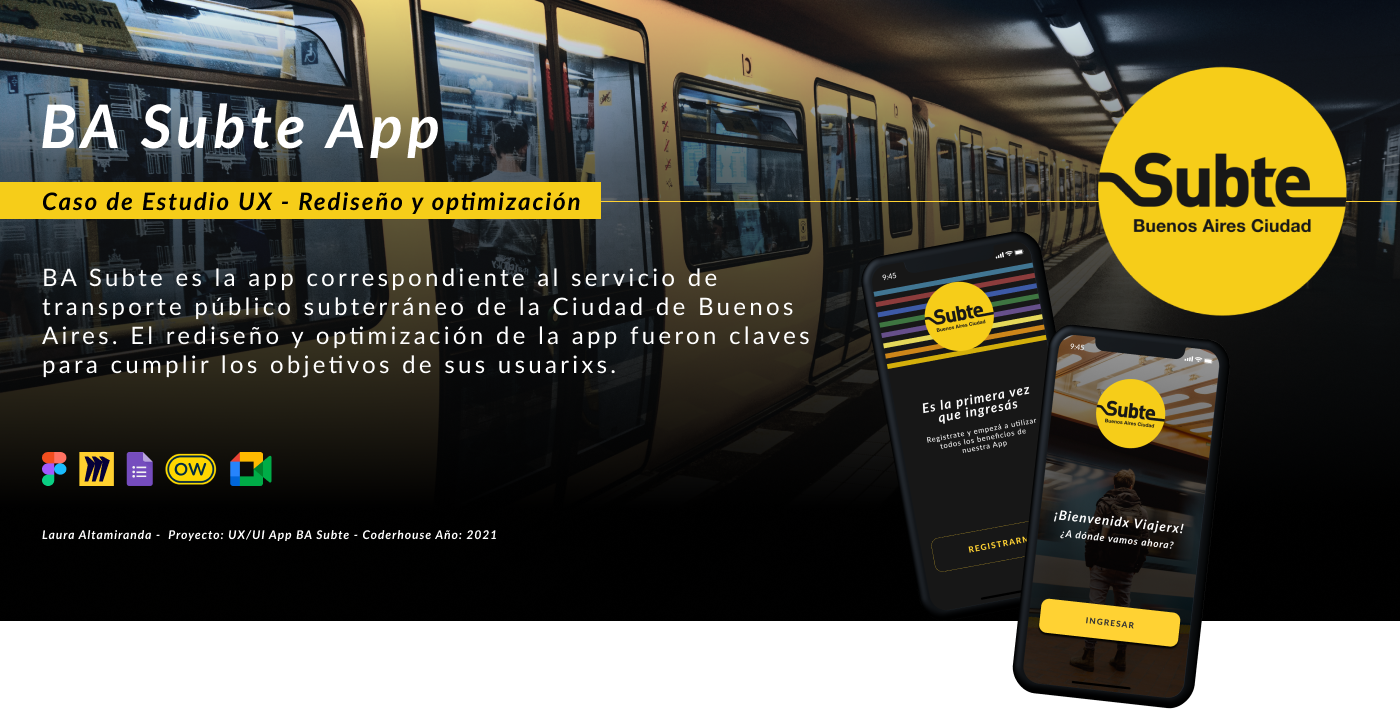 BA Subte App
Caso de Estudio UX - Rediseño y optimización
BA Subte es la app correspondiente al servicio de
transporte público subterráneo de la Ciudad de Buenos
Aires. El rediseño y optimización de la app fueron claves
para cumplir los objetivos de sus usuarixs.
OW
Laura Altamiranda - Proyecto: UX/UI App BA Subte - Coderhouse Año: 2021
Subte
Buenos Aires Ciudad
9:45
Subte
Buenos Aires Ciudad
Es la primera vez
que ingresás
Registrate y empezá a utilizar
todos los beneficios de
nuestra App
REGISTRARM
9:45
Subte
Buenos Aires Ciudad
¡Bienvenidx Viajerx!
¿A dónde vamos ahora?
INGRESAR